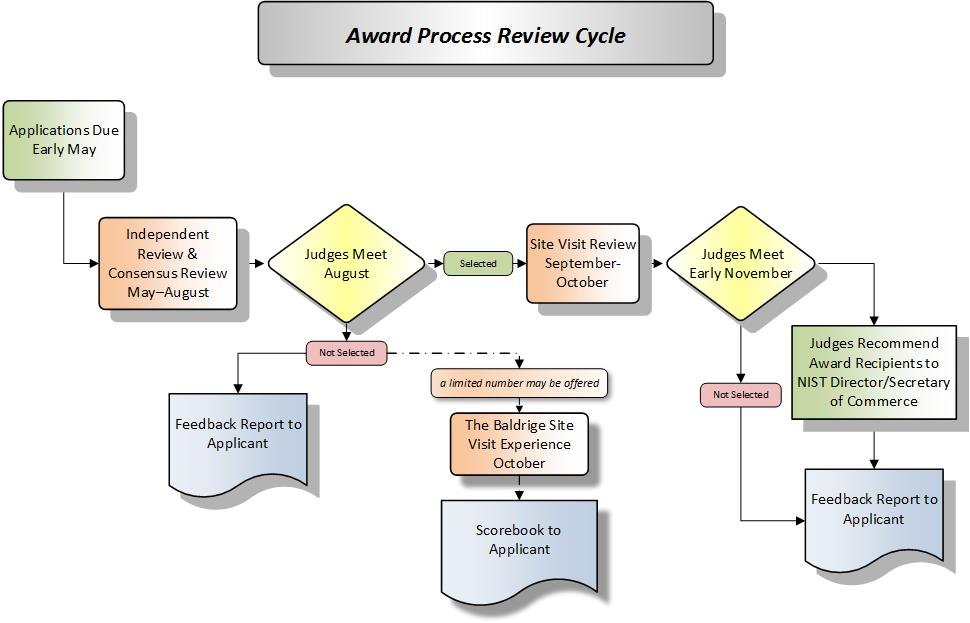 Award Process Review Cycle
Applications Due
Early May
Independent
Review &
Consensus Review
May–August
Judges Meet
August
Selected
Site Visit Review
September-
October
Judges Meet
Early November
Not Selected
Feedback Report to
Applicant
a limited number may be offered
The Baldrige Site
Visit Experience
October
Scorebook to
Applicant
Not Selected
Judges Recommend
Award Recipients to
NIST Director/Secretary
of Commerce
Feedback Report to
Applicant